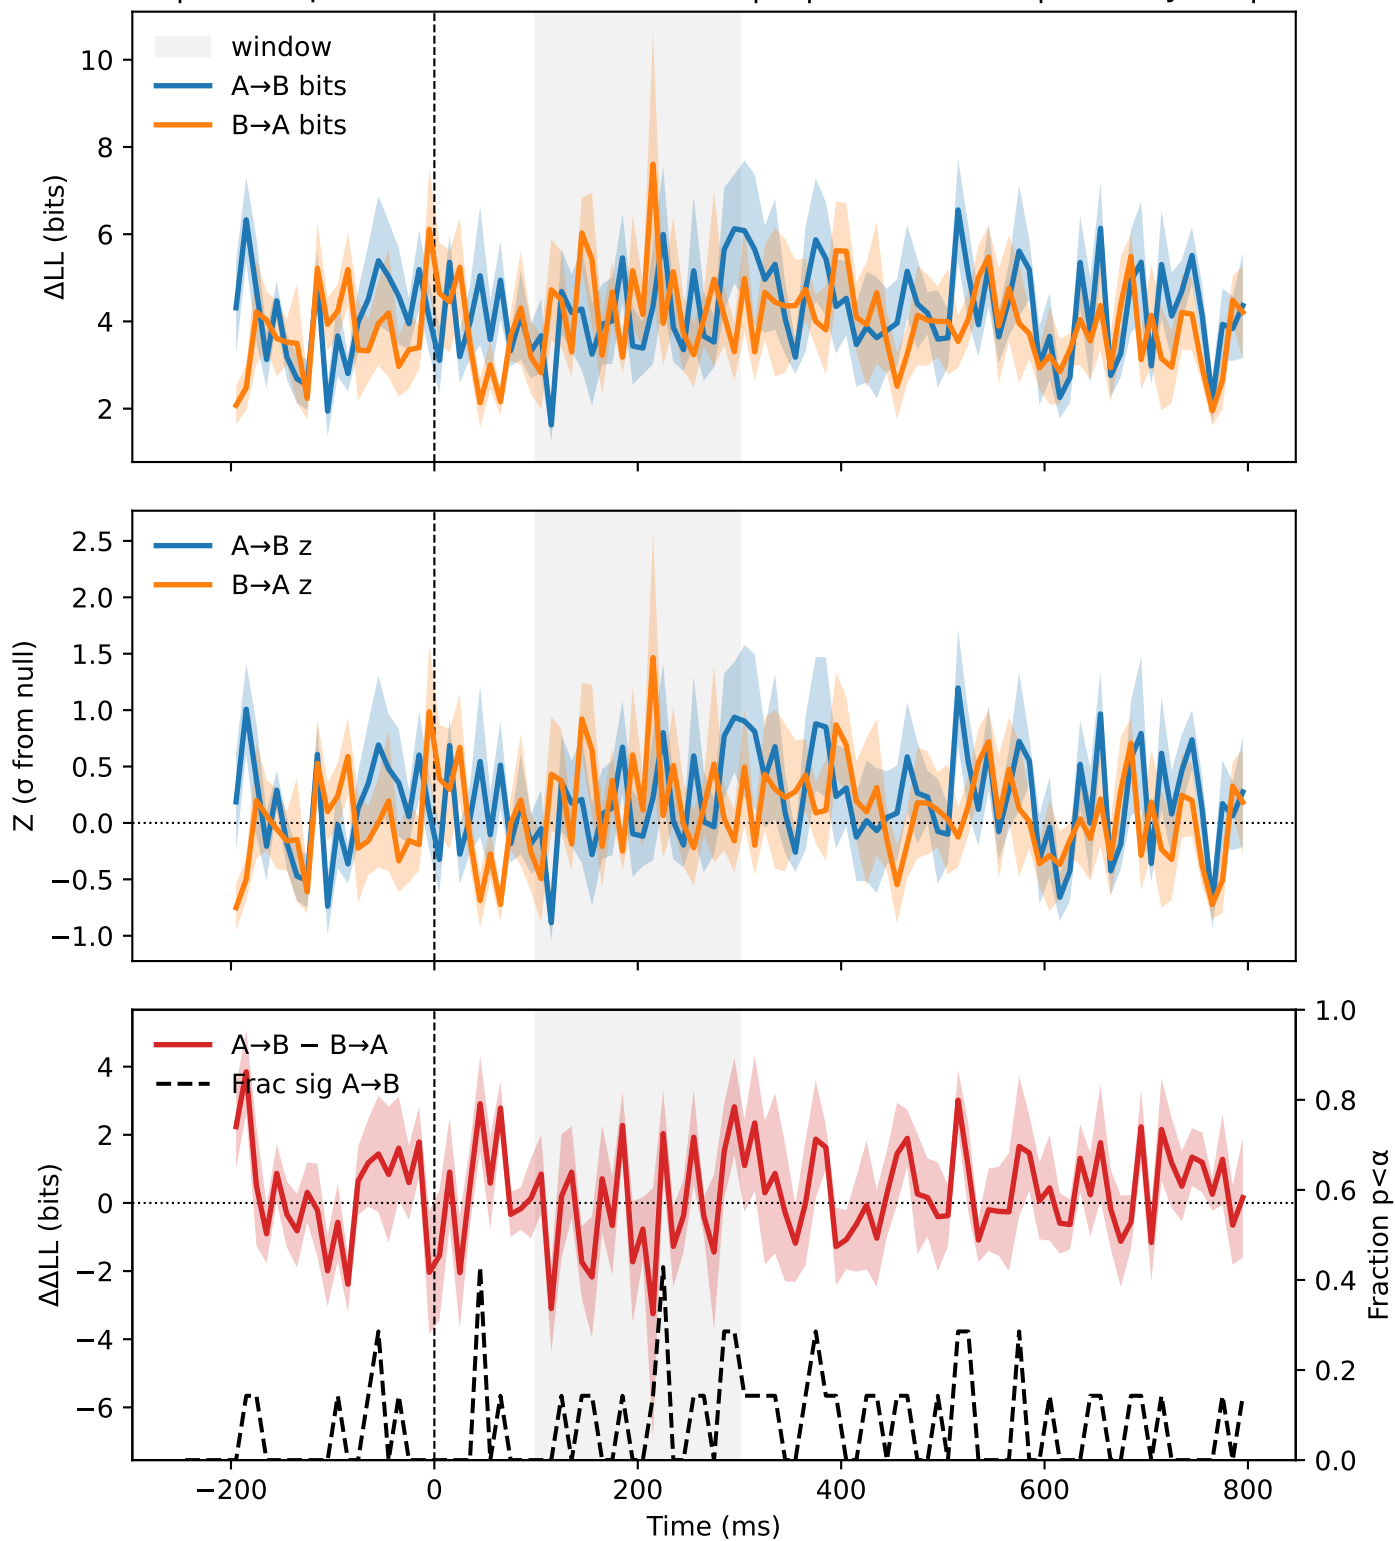 window
A→B bits
B→A bits
ΔLL (bits)
10
8
6
4
2
A→B z
B→A z
Z (σ from null)
2.5
2.0
1.5
1.0
0.5
0.0
−0.5
−1.0
A→B − B→A
Frac sig A→B
ΔΔLL (bits)
4
2
0
−2
−4
−6
1.0
0.8
0.6
0.4
0.2
0.0
Fraction p<α
−200
0
200
400
600
800
Time (ms)